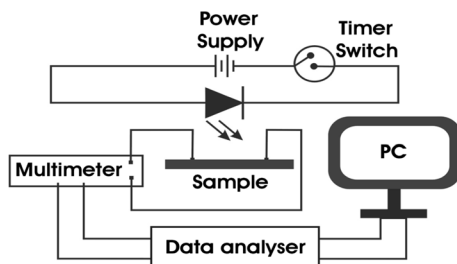 Power
Supply
Timer
Switch
Multimeter
Sample
PC
Data analyser